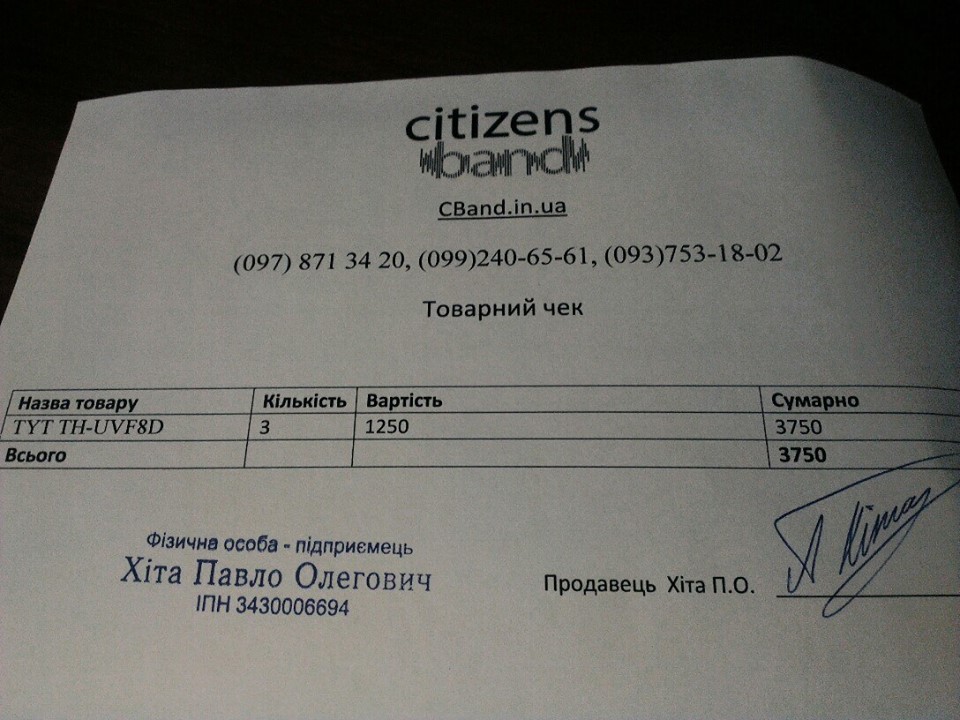 citizens
band
CBand.in.ua
(097) 871 34 20, (099)240-65-61, (093)753-18-02
Товарний чек
Назва товару Кількість Вартість Сумарно
TYT TH-UVF8D 3 1250 3750
Всього 3750
Фізична особа - підприємець
Хіта Павло Олегович
ІПН 3430006694
Продавець Хіта П.О.